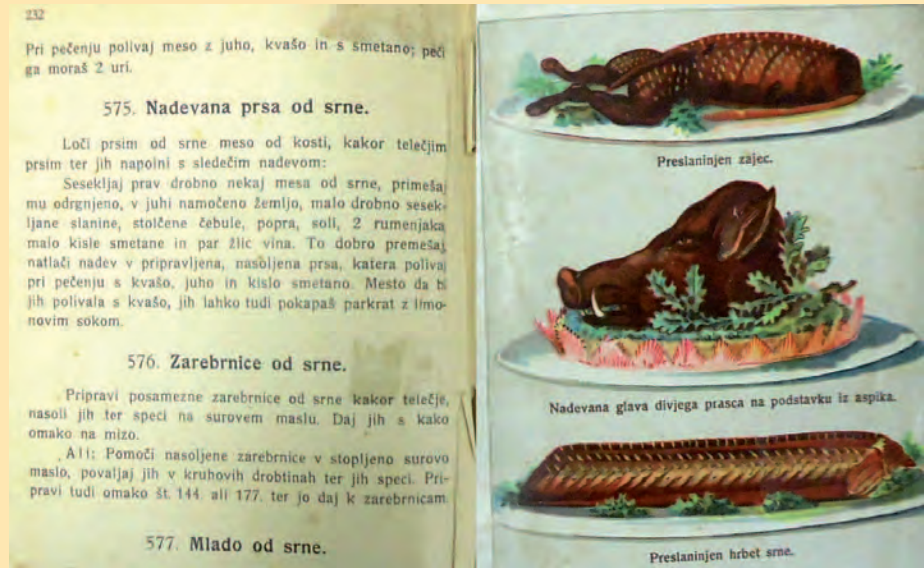 232
Pri pečenju polivaj meso z juho, kvašo in s smetano; peči
ga moraš 2 uri.
575. Nadevana prsa od srne.
Loči prsim od srne meso od kosti, kakor telečjim
prsim ter jih napolni s sledečim nadevom:
Sesekljaj prav drobno nekaj mesa od srne, primešaj
mu odrgnjeno, v juhi namočeno žemljo, malo drobno sesek-
ljane slanine, stolčene čebule, popra, soli, 2 rumenjaka
malo kisle smetane in par žlic vina. To dobro premešaj,
natlači nadev v pripravljena, nasoljena prsa, katera polivaj
pri pečenju s kvašo, juho in kislo smetano. Mesto da bi
jih polivala s kvašo, jih lahko tudi pokapaš parkrat z limo-
novim sokom.
576. Zarebrnice od srne.
Pripravi posamezne zarebrnice od srne kakor telečje,
nasoli jih ter speci na surovem maslu. Daj jih s kako
omako na mizo.
Ali: Pomoči nasoljene zarebrnice v stopljeno surovo
maslo, povaljaj jih v kruhovih drobtinah ter jih speci. Pri-
pravi tudi omako št. 144 ali 177. ter jo daj k zarebrnicam
577. Mlado od srne.
Preslaninjen zajec.
Nadevana glava divjega prasca na podstavku iz aspika.
Preslaninjen hrbet srne.